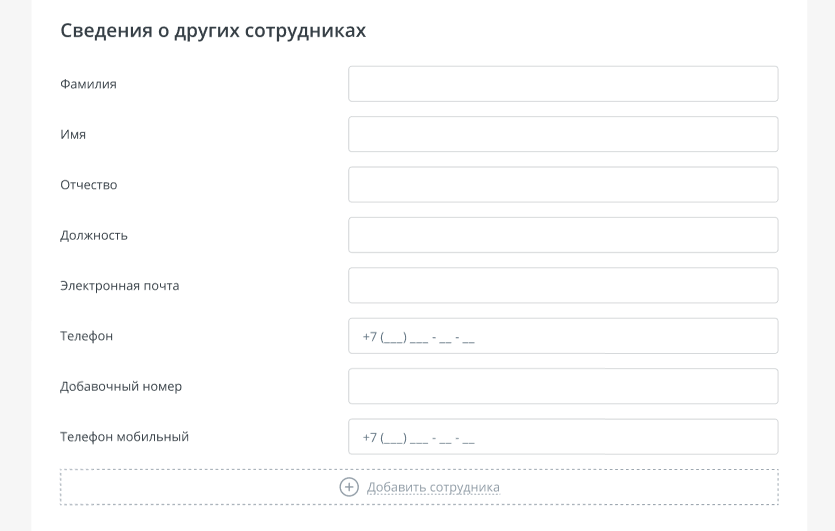 Сведения о других сотрудниках
Фамилия
Имя
Отчество
Должность
Электронная почта
Телефон +7 (___) ___ - __ - __
Добавочный номер
Телефон мобильный +7 (___) ___ - __ - __
Добавить сотрудника